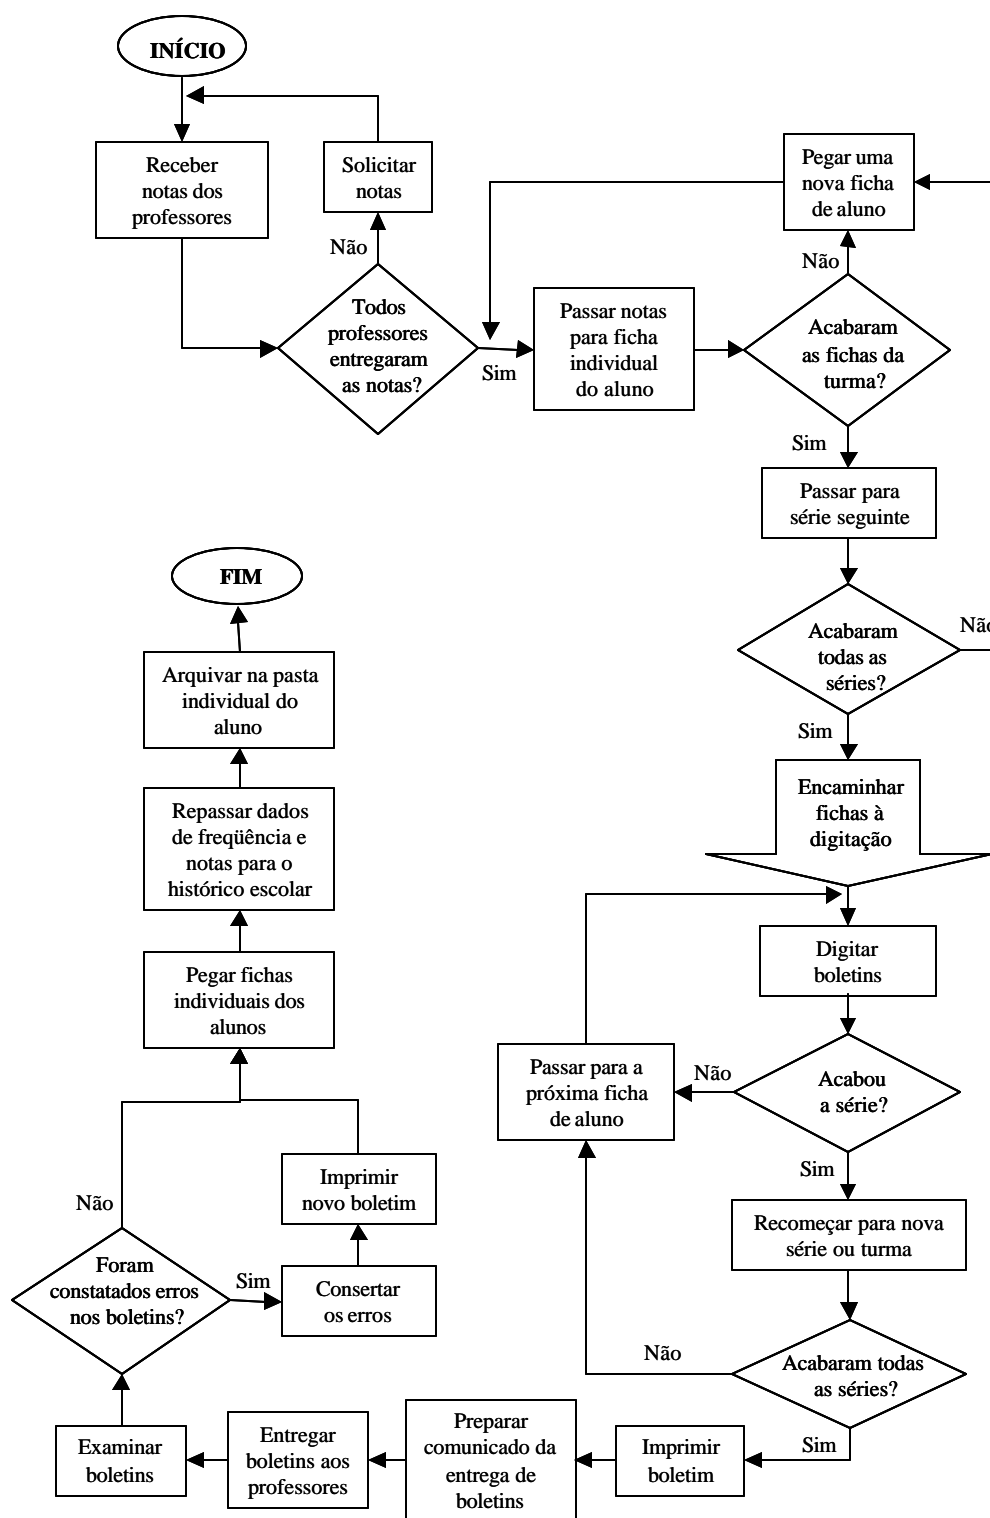 INÍCIO
Receber
notas dos
professores
Solicitar
notas
Não
Todos
professores
entregaram
as notas?
Sim
Passar notas
para ficha
individual
do aluno
Pegar uma
nova ficha
de aluno
Não
Acabaram
as fichas da
turma?
Sim
Passar para
série seguinte
Acabaram
todas as
séries?
Não
Sim
Encaminhar
fichas à
digitação
Digitar
boletins
Acabou
a série?
Não
Passar para a
próxima ficha
de aluno
Sim
Recomeçar para nova
série ou turma
Acabaram todas
as séries?
Não
Sim
Imprimir
boletim
Preparar
comunicado da
entrega de
boletins
Entregar
boletins aos
professores
Examinar
boletins
Foram
constatados erros
nos boletins?
Sim
Consertar
os erros
Imprimir
novo boletim
Não
Pegar fichas
individuais dos
alunos
Repassar dados
de freqüência e
notas para o
histórico escolar
Arquivar na pasta
individual do
aluno
FIM